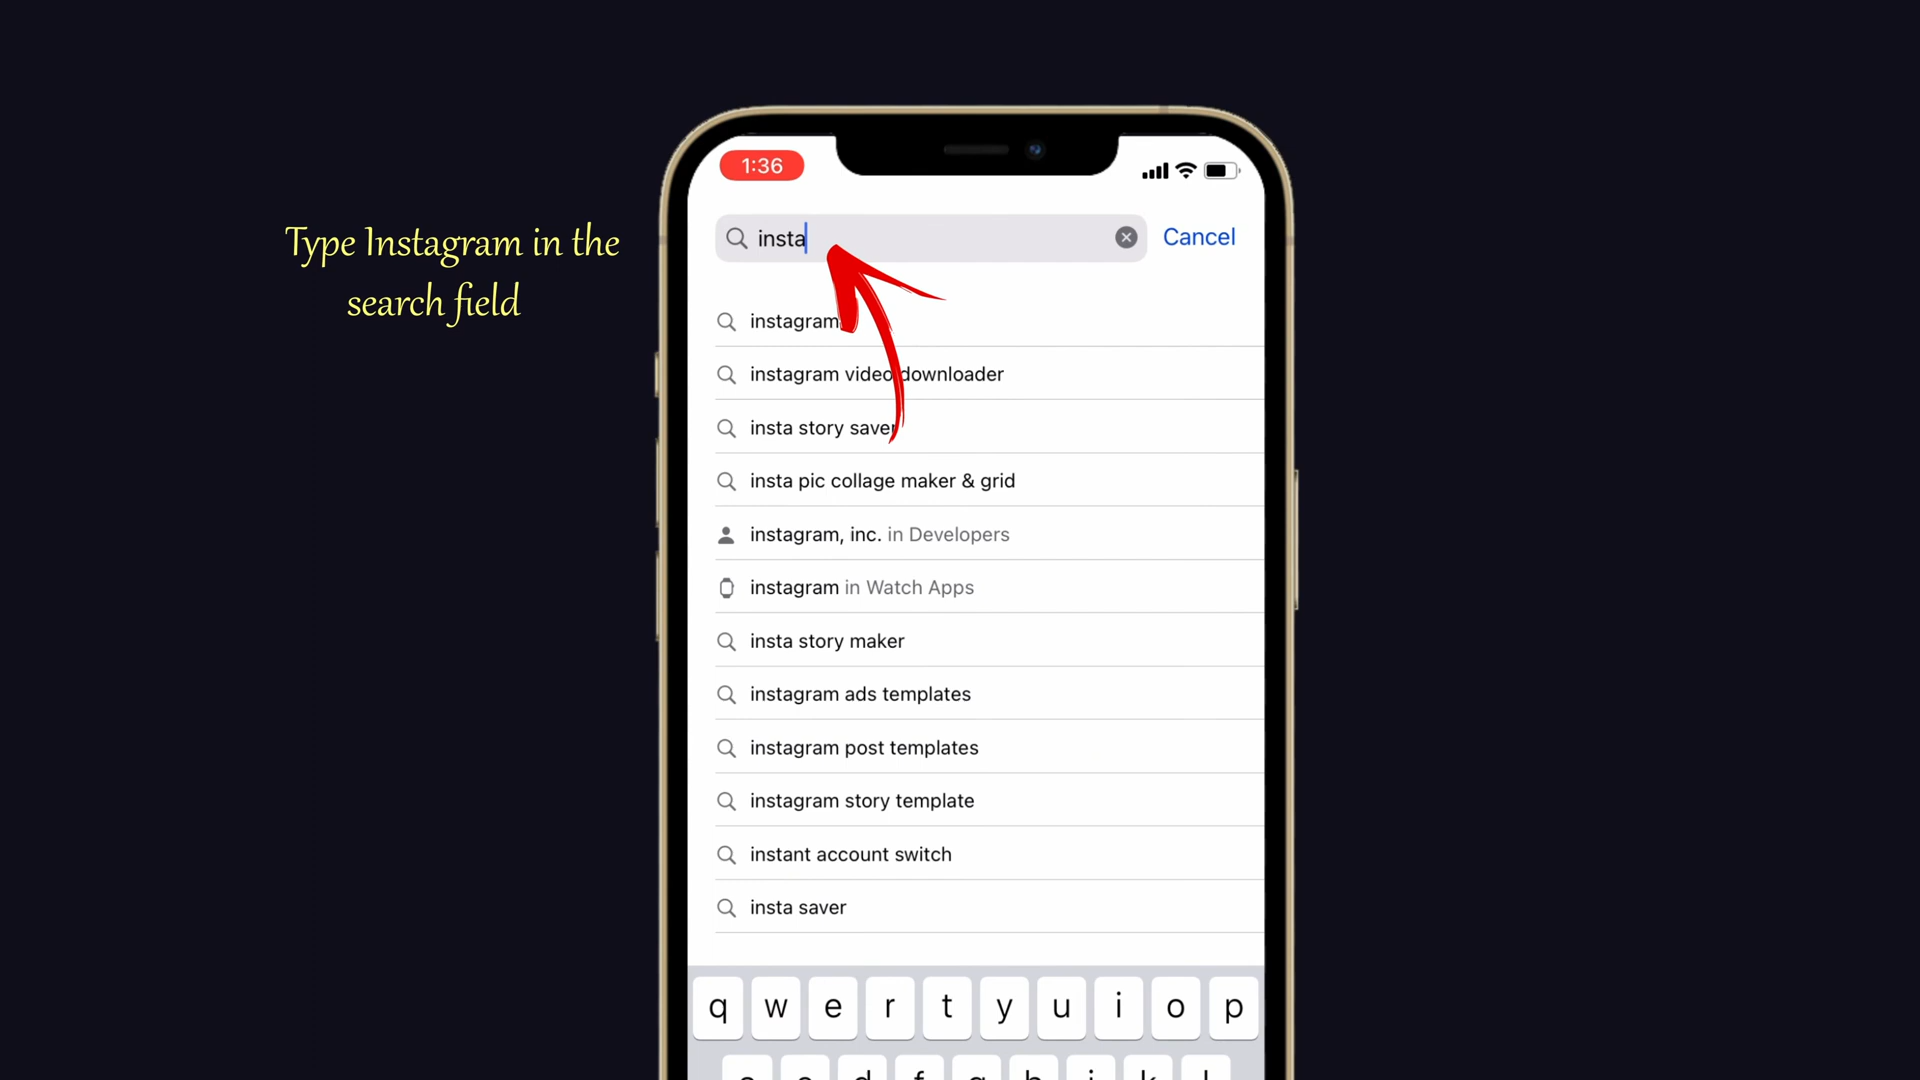 1:36
Type Instagram in the
search field
insta
Cancel
instagram
instagram video downloader
insta story saver
insta pic collage maker & grid
instagram, inc. in Developers
instagram in Watch Apps
insta story maker
instagram ads templates
instagram post templates
instagram story template
instant account switch
insta saver
q w e r t y u i o p